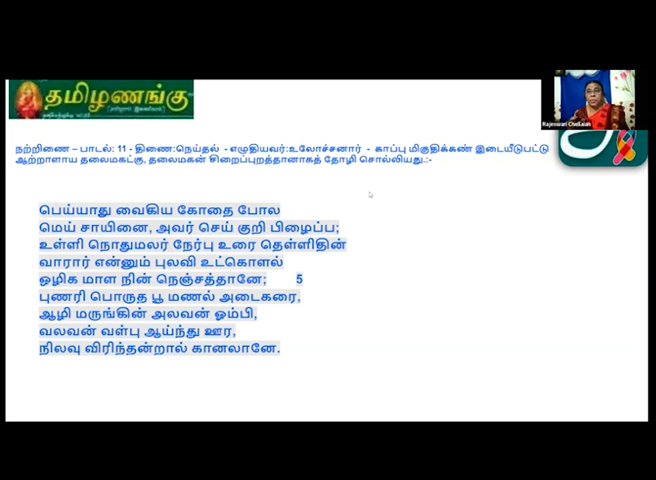 தமிழணங்கு
Rajeswari Chellaiah
நற்றிணை – பாடல்: 11 - திணை:நெய்தல் - எழுதியவர்:உலோச்சனார் - காப்பு மிகுதிக்கண் இடையீடுபட்டு
ஆற்றாளாய தலைமகட்கு, தலைமகன் சிறைப்புறத்தானாகத் தோழி சொல்லியது.:-
பெய்யாது வைகிய கோதை போல
மெய் சாயினை, அவர் செய் குறி பிழைப்ப;
உள்ளி நொதுமலர் நேர்பு உரை தெள்ளிதின்
வாரார் என்னும் புலவி உட்கொளல்
ஒழிக மாள நின் நெஞ்சத்தானே; 5
புணரி பொருத பூ மணல் அடைகரை,
ஆழி மருங்கின் அலவன் ஓம்பி,
வலவன் வள்பு ஆய்ந்து ஊர,
நிலவு விரிந்தன்றால் கானலானே.